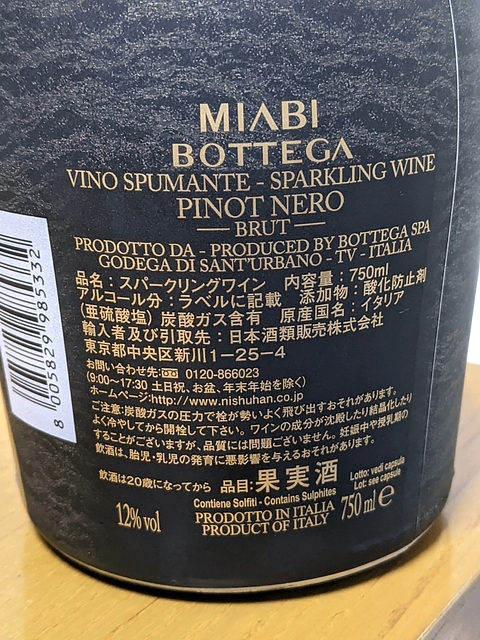 MIABI
BOTTEGA
VINO SPUMANTE - SPARKLING WINE
PINOT NERO
— BRUT —
PRODOTTO DA - PRODUCED BY BOTTEGA SPA
GODEGA DI SANT'URBANO - TV - ITALIA
品名：スパークリングワイン 内容量：750ml
アルコール分：ラベルに記載 添加物：酸化防止剤
(亜硫酸塩) 炭酸ガス含有 原産国名：イタリア
輸入者及び引取先：日本酒類販売株式会社
東京都中央区新川1-25-4
お問い合わせ先 0120-866023
(9:00~17:30 土日祝、お盆、年末年始を除く)
ホームページ:http://www.nishuhan.co.jp
ご注意:炭酸ガスの圧力で栓が勢いよく飛び出すおそれがあります。
よく冷やしてから開栓して下さい。ワインの成分が沈殿したり結晶化したり
することがございますが、品質には問題ございません。妊娠中や授乳期の
飲酒は、胎児・乳児の発育に悪影響を与えるおそれがあります。
飲酒は20歳になってから 品目:果実酒
Lotto: vedi capsula
Lot: see capsule
Contiene Solfiti - Contains Sulphites
12% vol
PRODOTTO IN ITALIA
PRODUCT OF ITALY
750 ml e
8 005829 985332